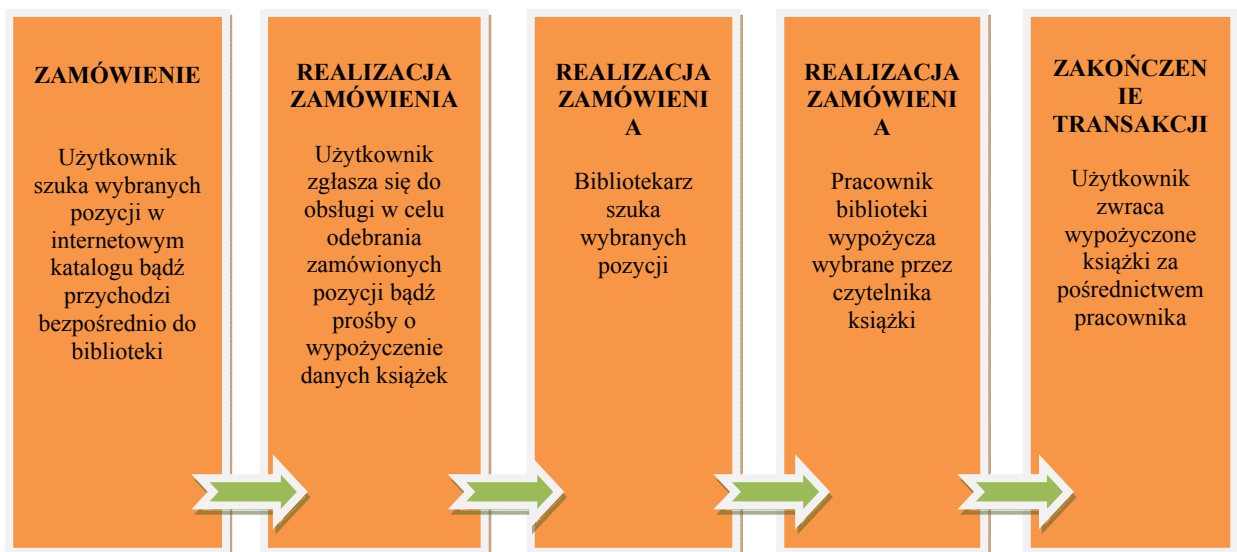 ZAMÓWIENIE
Użytkownik
szuka wybranych
pozycji w
internetowym
katalogu bądź
przychodzi
bezpośrednio do
biblioteki
REALIZACJA
ZAMÓWIENIA
Użytkownik
zgłasza się do
obsługi w celu
odebrania
zamówionych
pozycji bądź
prośby o
wypożyczenie
danych książek
REALIZACJA
ZAMÓWIENI
A
Bibliotekarz
szuka
wybranych
pozycji
REALIZACJA
ZAMÓWIENI
A
Pracownik
biblioteki
wypożycza
wybrane przez
czytelnika
książki
ZAKOŃCZEN
IE
TRANSAKCJI
Użytkownik
zwraca
wypożyczone
książki za
pośrednictwem
pracownika